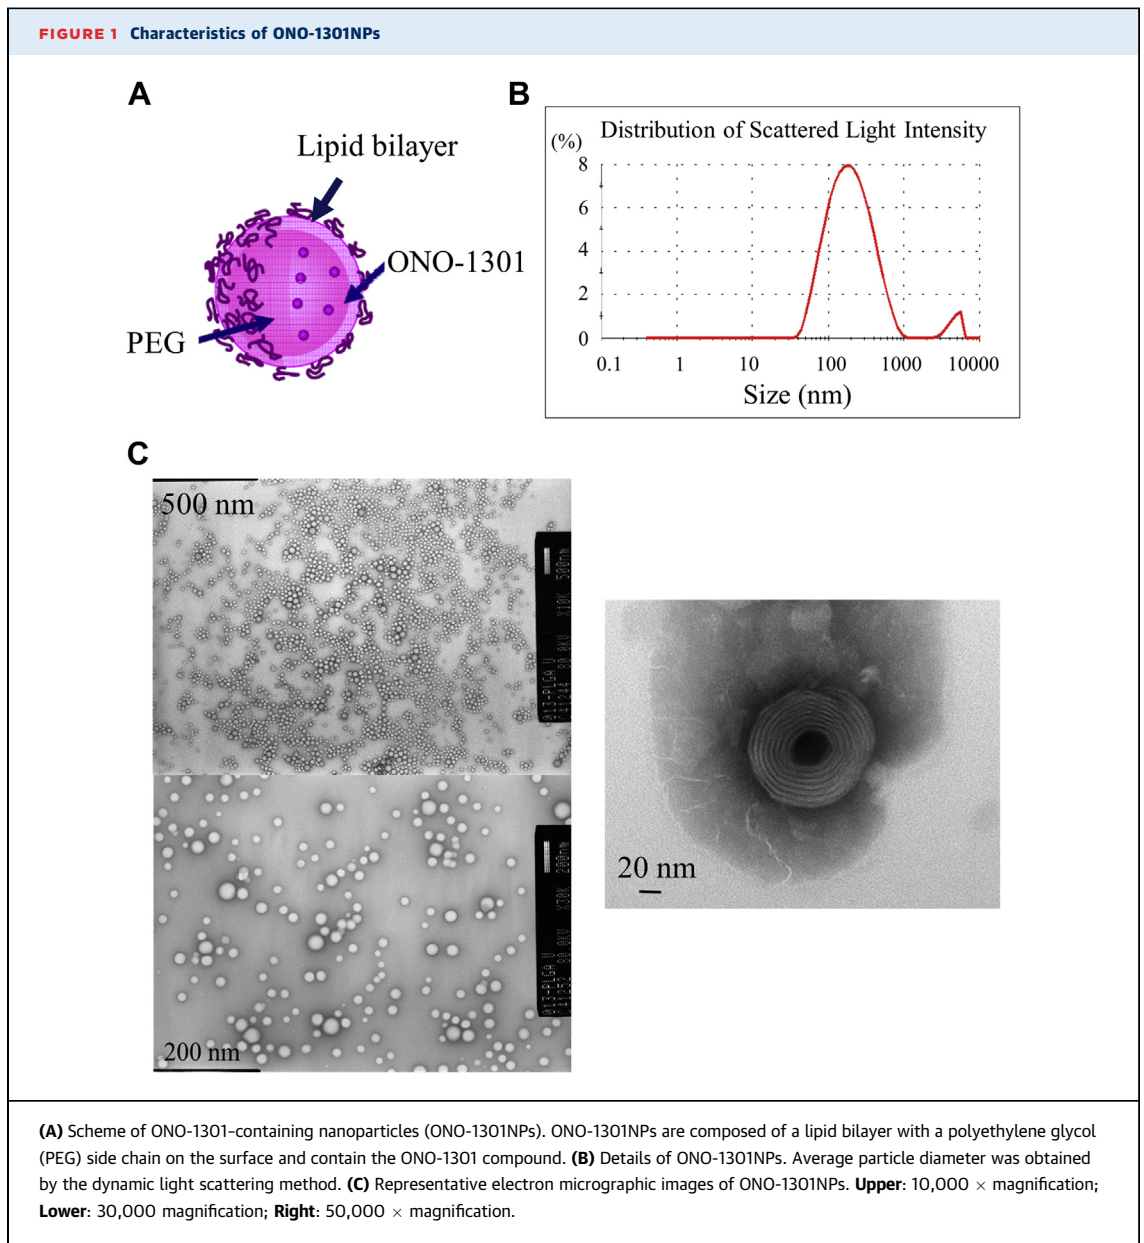 FIGURE 1 Characteristics of ONO-1301NPs
A
Lipid bilayer
ONO-1301
PEG
B
Distribution of Scattered Light Intensity
(%)
8
6
4
2
0
0.1 1 10 100 1000 10000
Size (nm)
C
500 nm
X10K 500nm
200 nm
X30K 200nm
20 nm
(A) Scheme of ONO-1301–containing nanoparticles (ONO-1301NPs). ONO-1301NPs are composed of a lipid bilayer with a polyethylene glycol
(PEG) side chain on the surface and contain the ONO-1301 compound. (B) Details of ONO-1301NPs. Average particle diameter was obtained
by the dynamic light scattering method. (C) Representative electron micrographic images of ONO-1301NPs. Upper: 10,000 × magnification;
Lower: 30,000 magnification; Right: 50,000 × magnification.